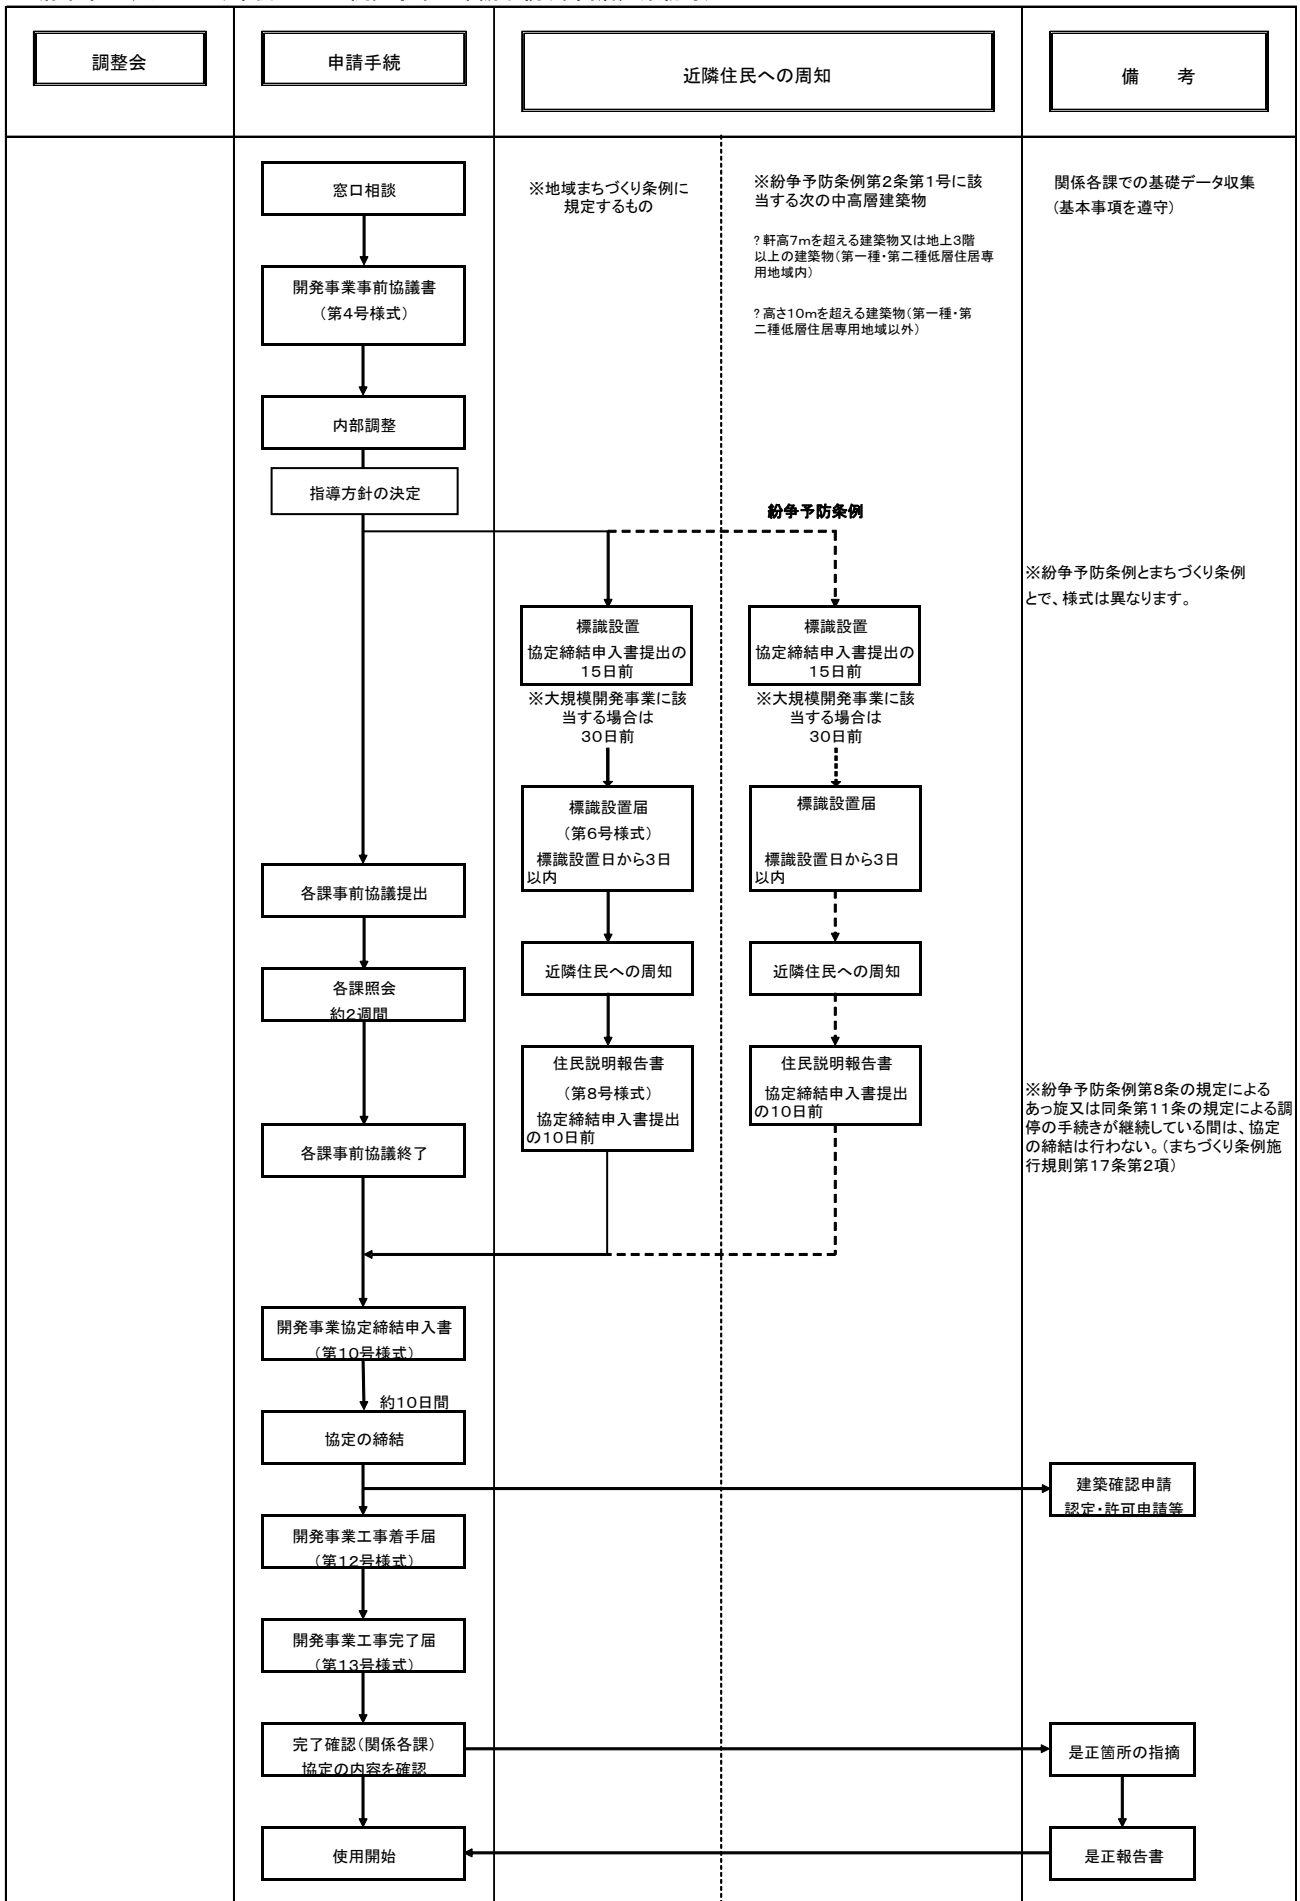 調整会
申請手続
近隣住民への周知
備　　考
窓口相談
※地域まちづくり条例に
規定するもの
※紛争予防条例第2条第1号に該
当する次の中高層建築物
関係各課での基礎データ収集
(基本事項を遵守)
? 軒高7mを超える建築物又は地上3階
以上の建築物(第一種・第二種低層住居専
用地域内)
開発事業事前協議書
(第4号様式)
? 高さ10mを超える建築物(第一種・第
二種低層住居専用地域以外)
内部調整
指導方針の決定
紛争予防条例
※紛争予防条例とまちづくり条例
とで、様式は異なります。
標識設置
協定締結申入書提出の
15日前
標識設置
協定締結申入書提出の
15日前
※大規模開発事業に該
当する場合は
30日前
※大規模開発事業に該
当する場合は
30日前
標識設置届
(第6号様式)
標識設置日から3日
以内
標識設置届
標識設置日から3日
以内
各課事前協議提出
近隣住民への周知
近隣住民への周知
各課照会
約2週間
住民説明報告書
(第8号様式)
協定締結申入書提出
の10日前
住民説明報告書
協定締結申入書提出
の10日前
※紛争予防条例第8条の規定による
あっ旋又は同条第11条の規定による調
停の手続きが継続している間は、協定
の締結は行わない。(まちづくり条例施
行規則第17条第2項)
各課事前協議終了
開発事業協定締結申入書
(第10号様式)
約10日間
協定の締結
建築確認申請
認定・許可申請等
開発事業工事着手届
(第12号様式)
開発事業工事完了届
(第13号様式)
完了確認(関係各課)
協定の内容を確認
是正箇所の指摘
使用開始
是正報告書